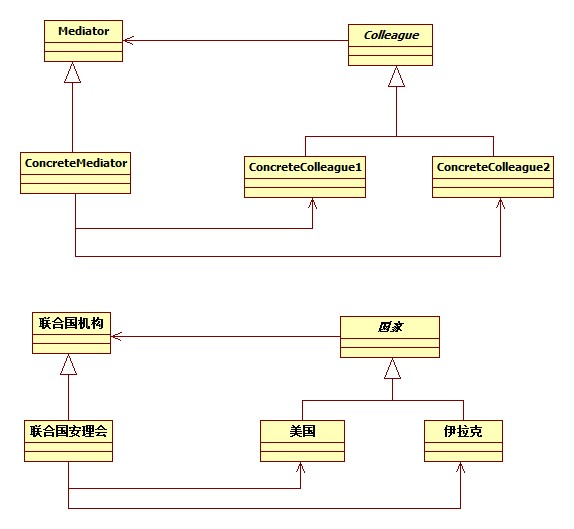 Mediator
Colleague
ConcreteMediator
ConcreteColleague1
ConcreteColleague2
联合国机构
国家
联合国安理会
美国
伊拉克